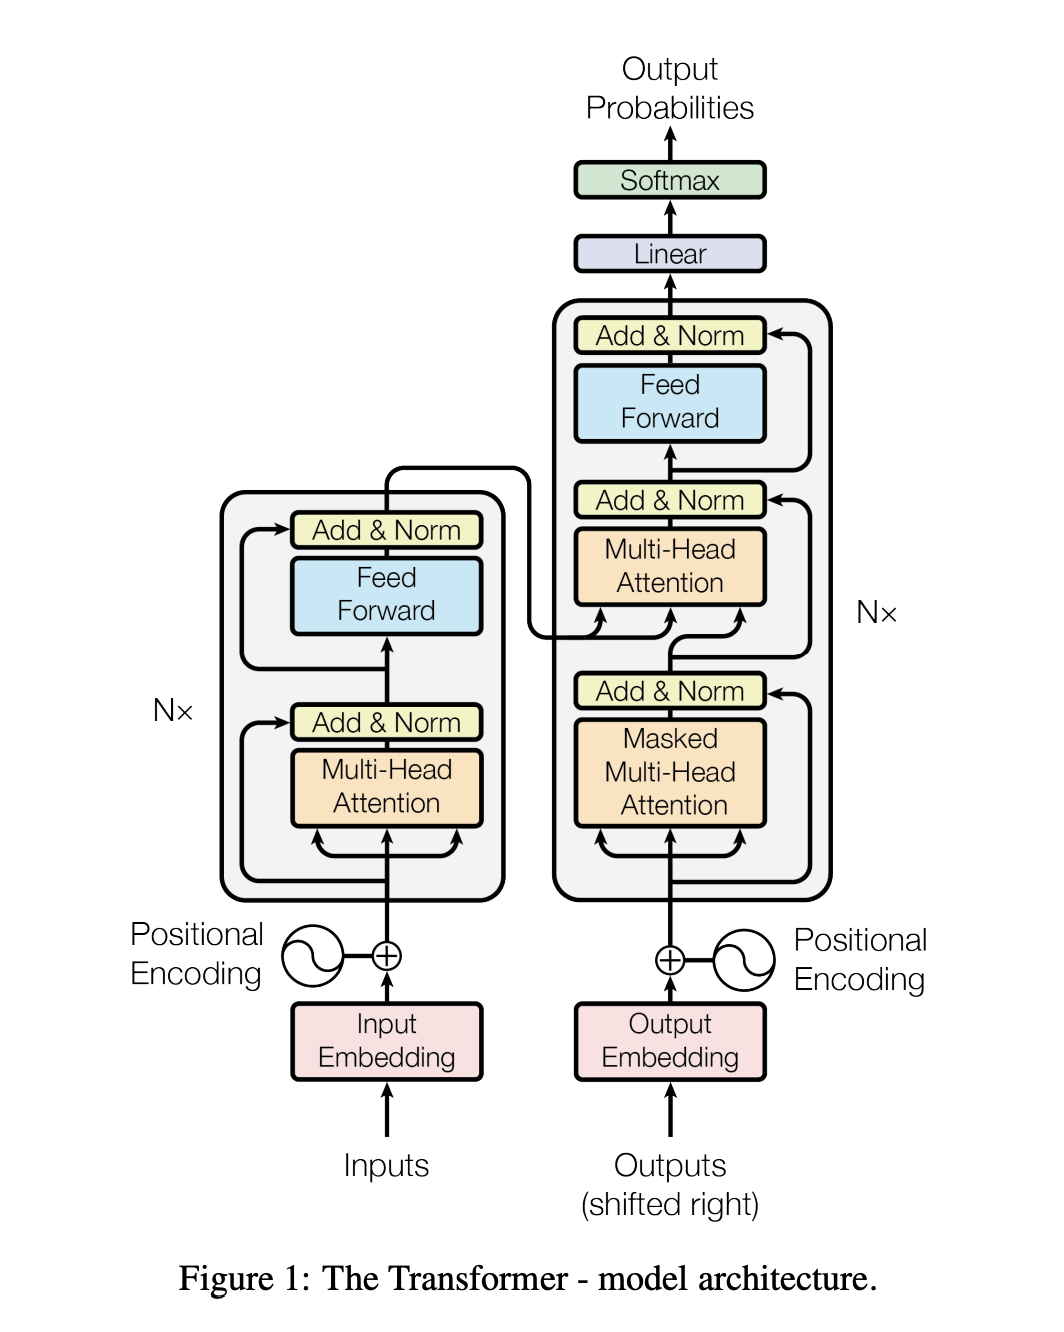 Output
Probabilities
Softmax
Linear
Add & Norm
Feed
Forward
Add & Norm
Multi-Head
Attention
Add & Norm
Masked
Multi-Head
Attention
N×
Add & Norm
Feed
Forward
Add & Norm
Multi-Head
Attention
N×
Positional
Encoding
Positional
Encoding
Input
Embedding
Output
Embedding
Inputs
Outputs
(shifted right)
Figure 1: The Transformer - model architecture.